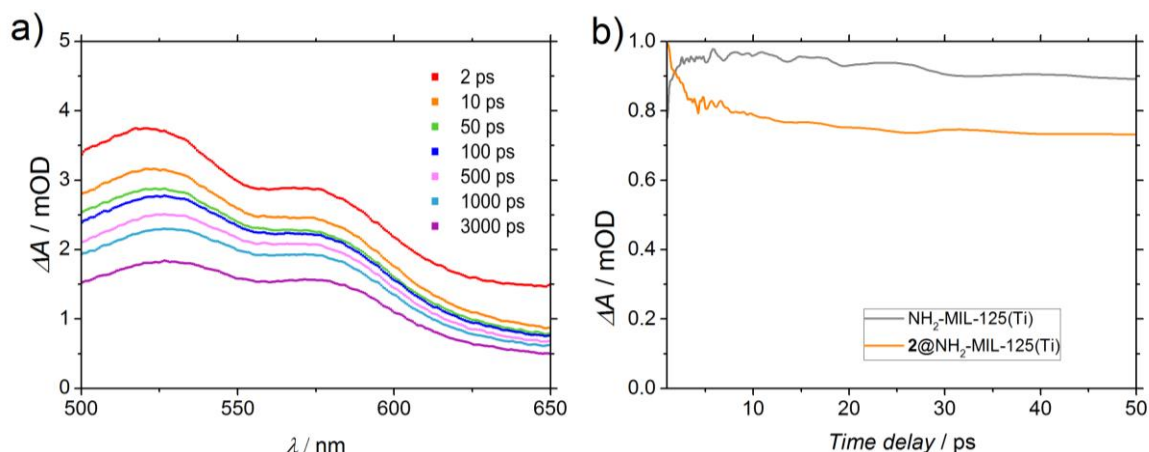 a)
ΔA / mOD
5
4
3
2
1
0
2 ps
10 ps
50 ps
100 ps
500 ps
1000 ps
3000 ps
500
550
600
650
λ / nm
b)
ΔA / mOD
1.0
0.8
0.6
0.4
0.2
0.0
NH₂-MIL-125(Ti)
2@NH₂-MIL-125(Ti)
10
20
30
40
50
Time delay / ps